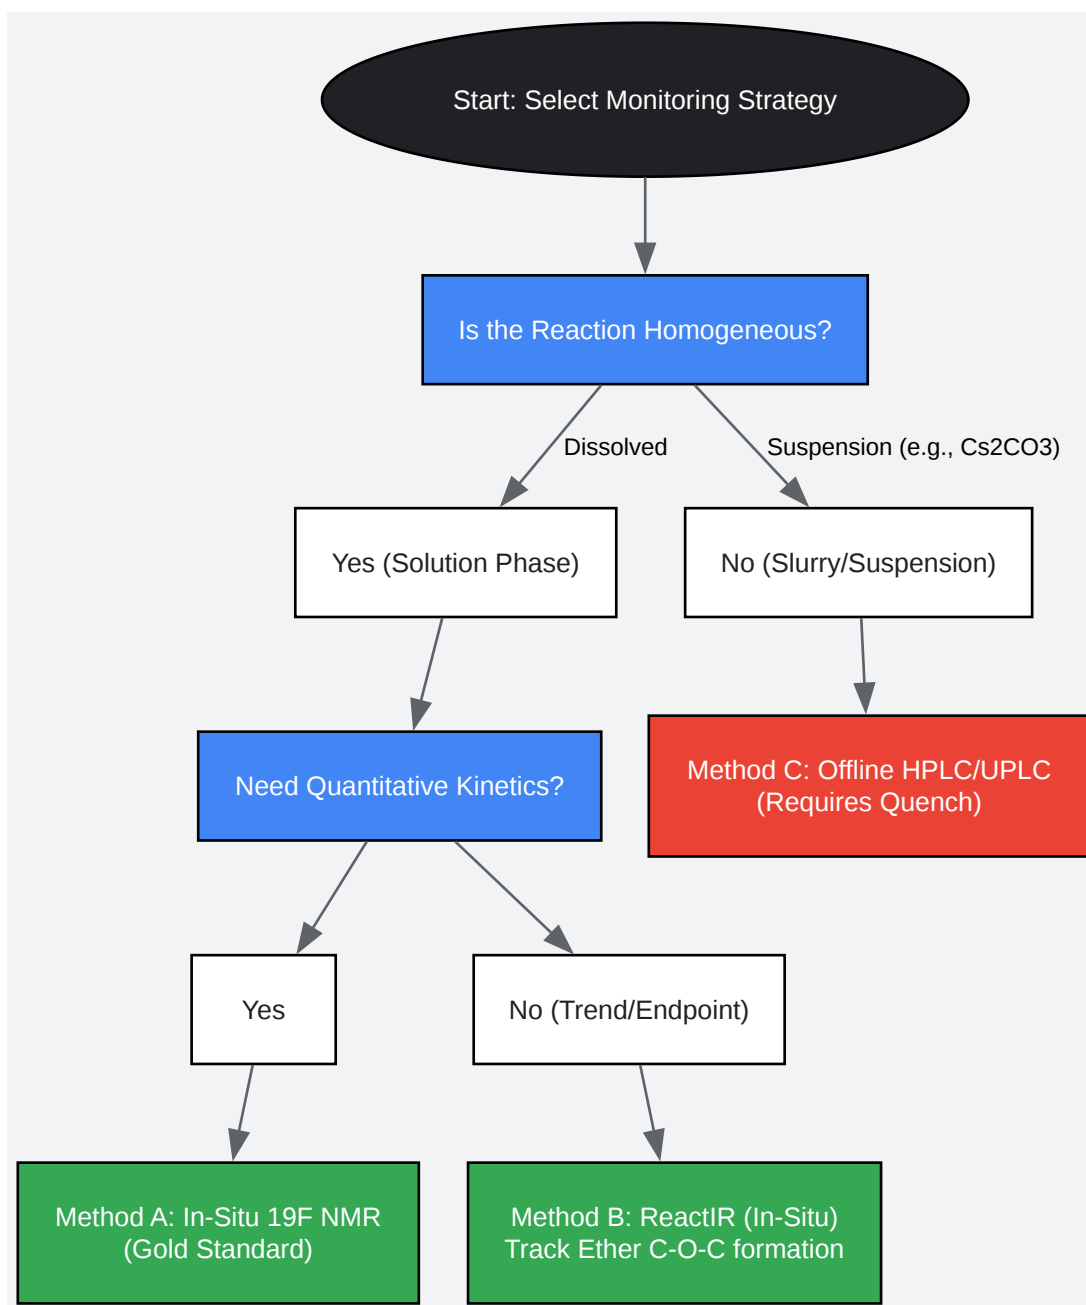 Start: Select Monitoring Strategy
Is the Reaction Homogeneous?
Dissolved
Suspension (e.g., Cs2CO3)
Yes (Solution Phase)
No (Slurry/Suspension)
Need Quantitative Kinetics?
Method C: Offline HPLC/UPLC
(Requires Quench)
Yes
No (Trend/Endpoint)
Method A: In-Situ 19F NMR
(Gold Standard)
Method B: ReactIR (In-Situ)
Track Ether C-O-C formation